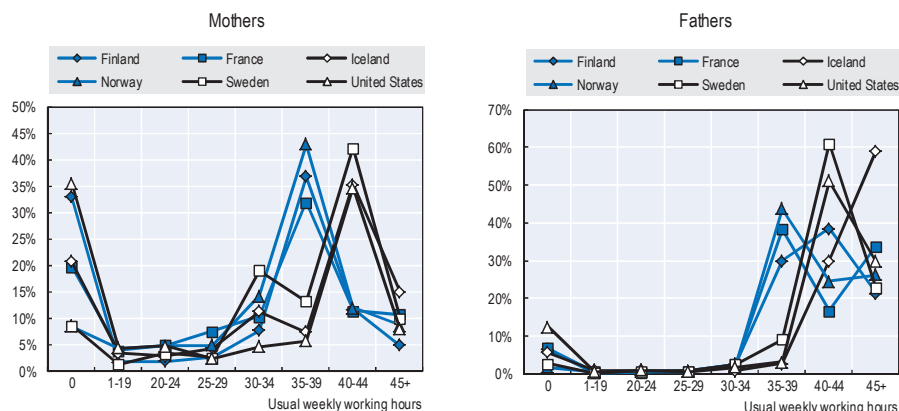 Mothers
Finland France Iceland
Norway Sweden United States
50%
45%
40%
35%
30%
25%
20%
15%
10%
5%
0%
0 1-19 20-24 25-29 30-34 35-39 40-44 45+
Usual weekly working hours
Fathers
Finland France Iceland
Norway Sweden United States
70%
60%
50%
40%
30%
20%
10%
0%
0 1-19 20-24 25-29 30-34 35-39 40-44 45+
Usual weekly working hours